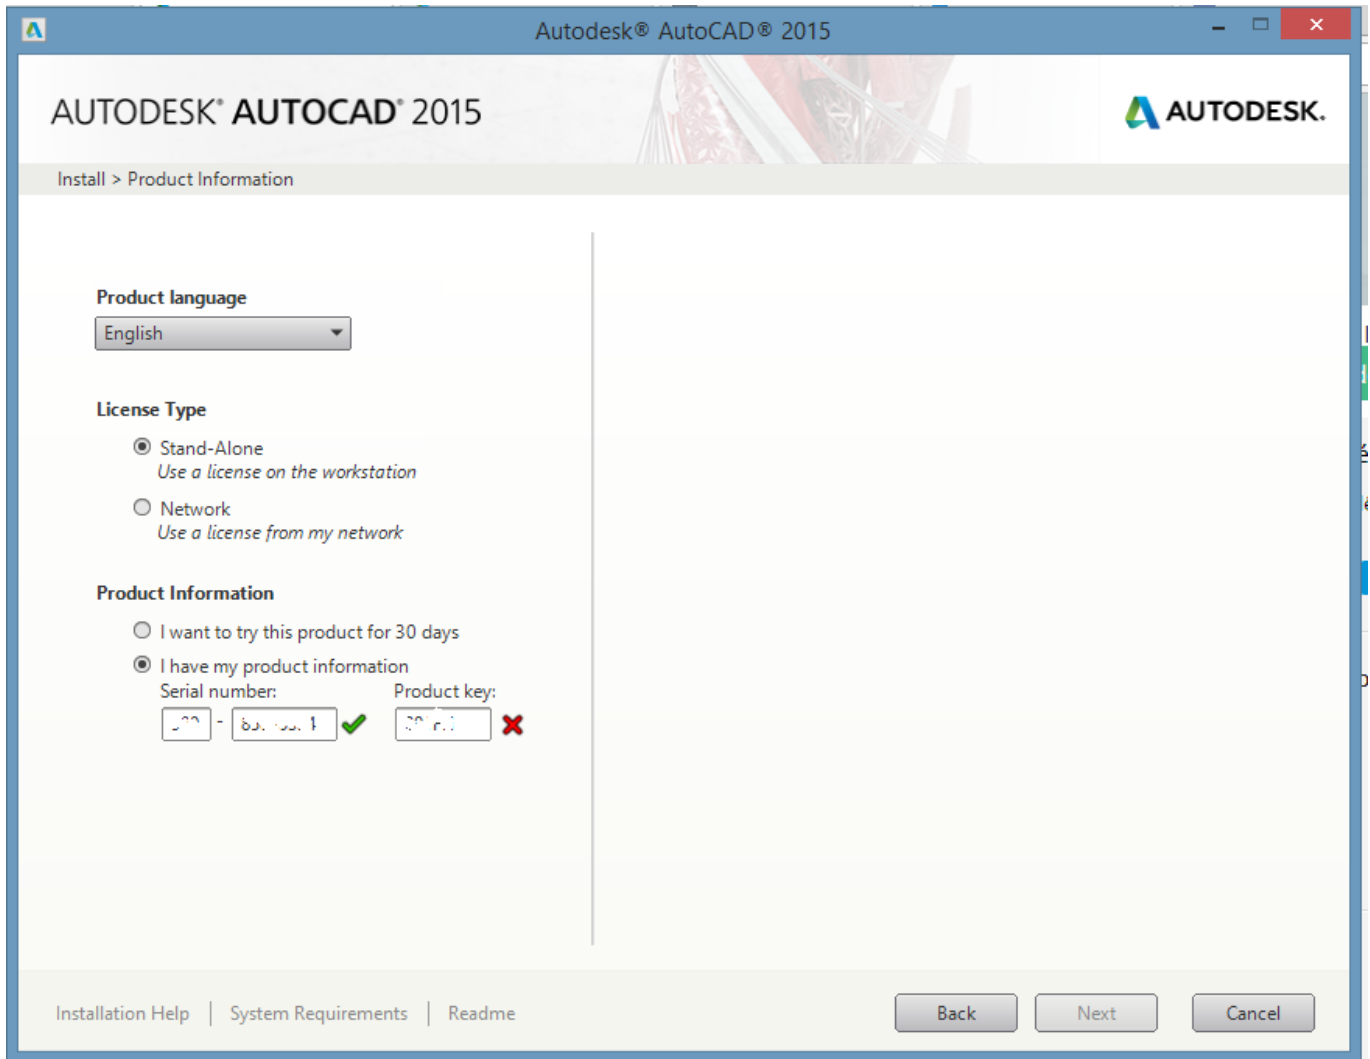 Autodesk® AutoCAD® 2015
AUTODESK® AUTOCAD® 2015
AUTODESK.
Install > Product Information
Product language
English
License Type
Stand-Alone
Use a license on the workstation
Network
Use a license from my network
Product Information
I want to try this product for 30 days
I have my product information
Serial number: Product key:
Installation Help | System Requirements | Readme
Back Next Cancel